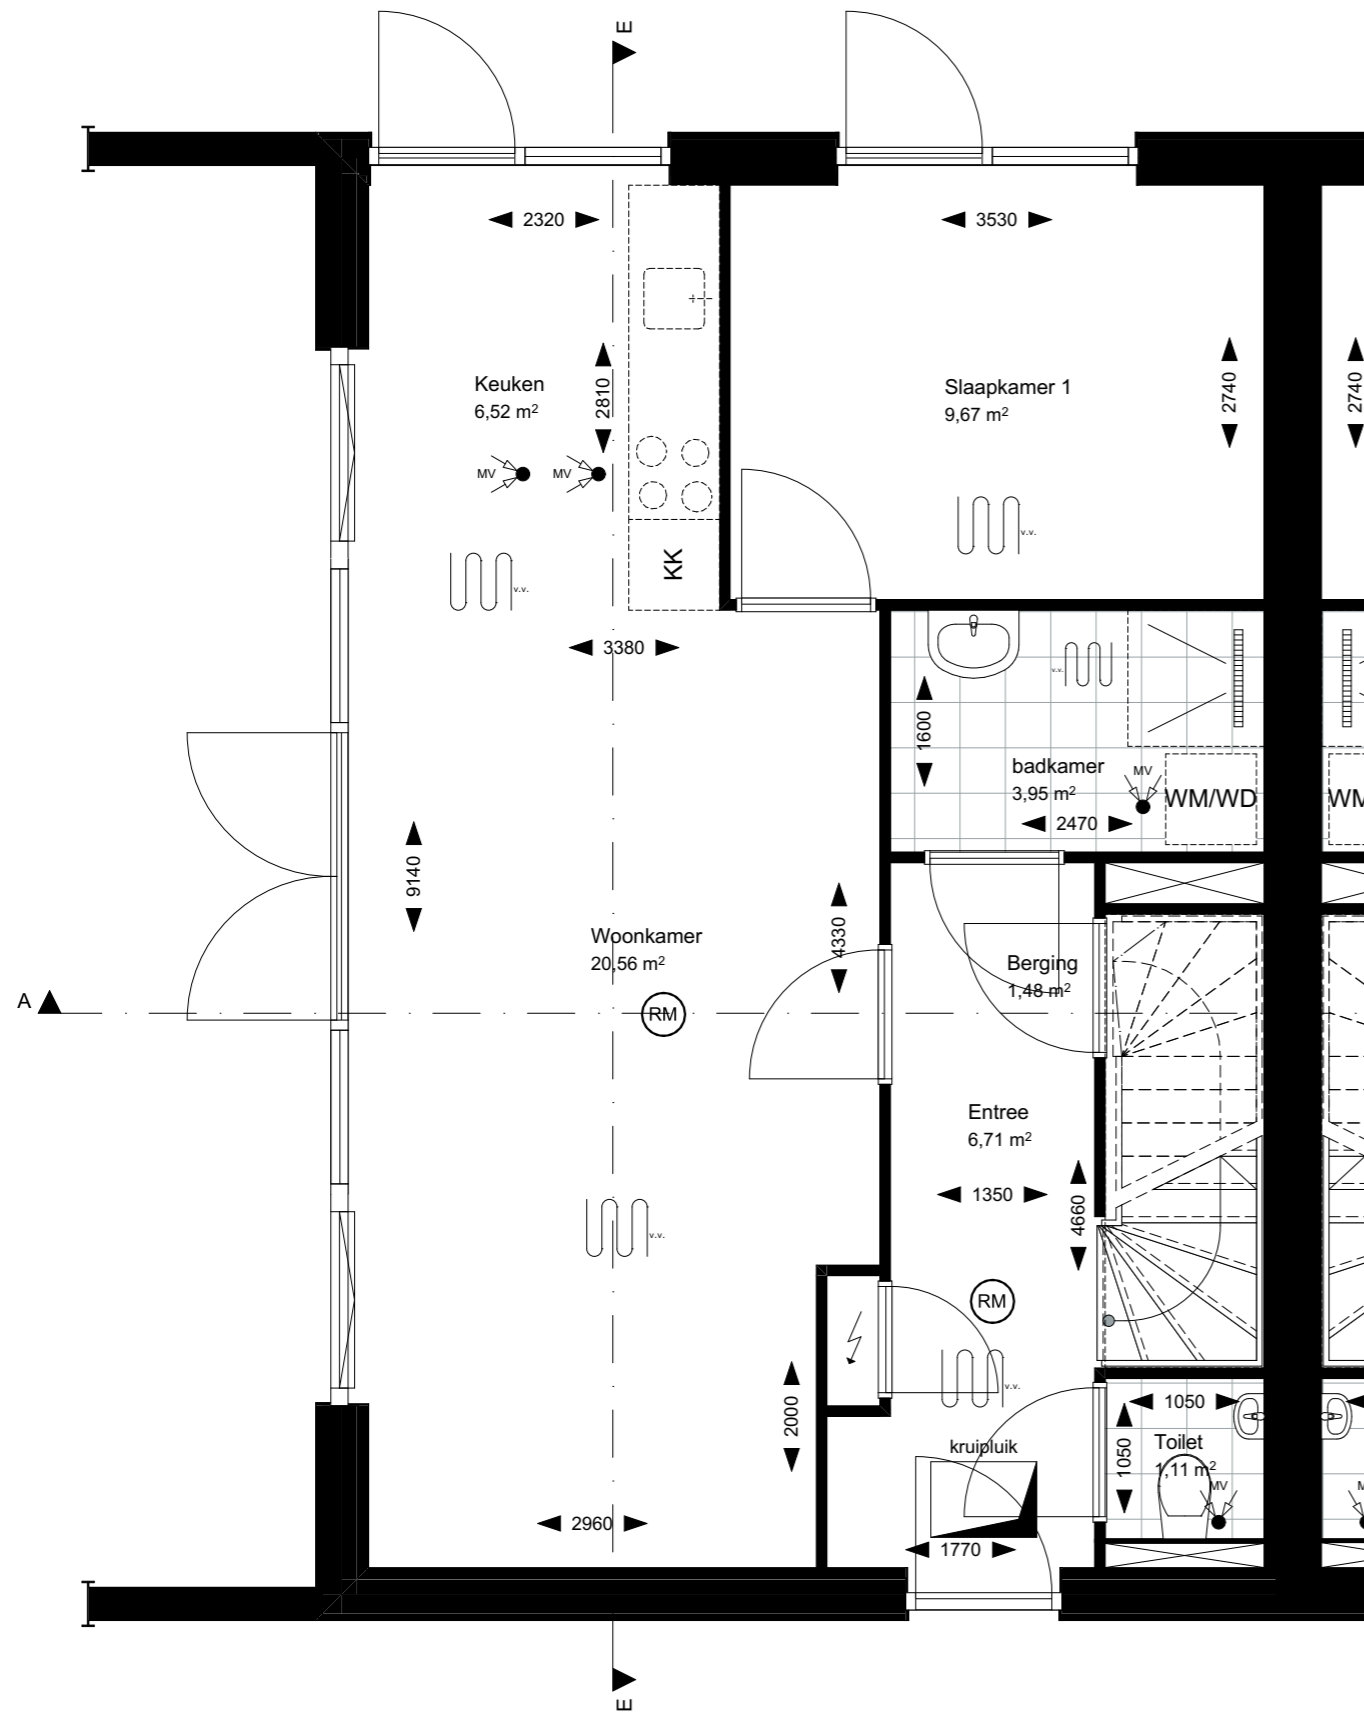 E
2320
3530
Keuken
6,52 m²
2810
Slaapkamer 1
9,67 m²
2740
2740
MV
MV
v.v.
v.v.
KK
3380
v.v.
1600
badkamer
3,95 m²
MV
WM/WD
WM
2470
9140
4330
Woonkamer
20,56 m²
Berging
1,48 m²
A
RM
Entree
6,71 m²
1350
4660
v.v.
RM
v.v.
2000
1050
1050
kruipluik
Toilet
1,11 m²
MV
M
2960
1770
E